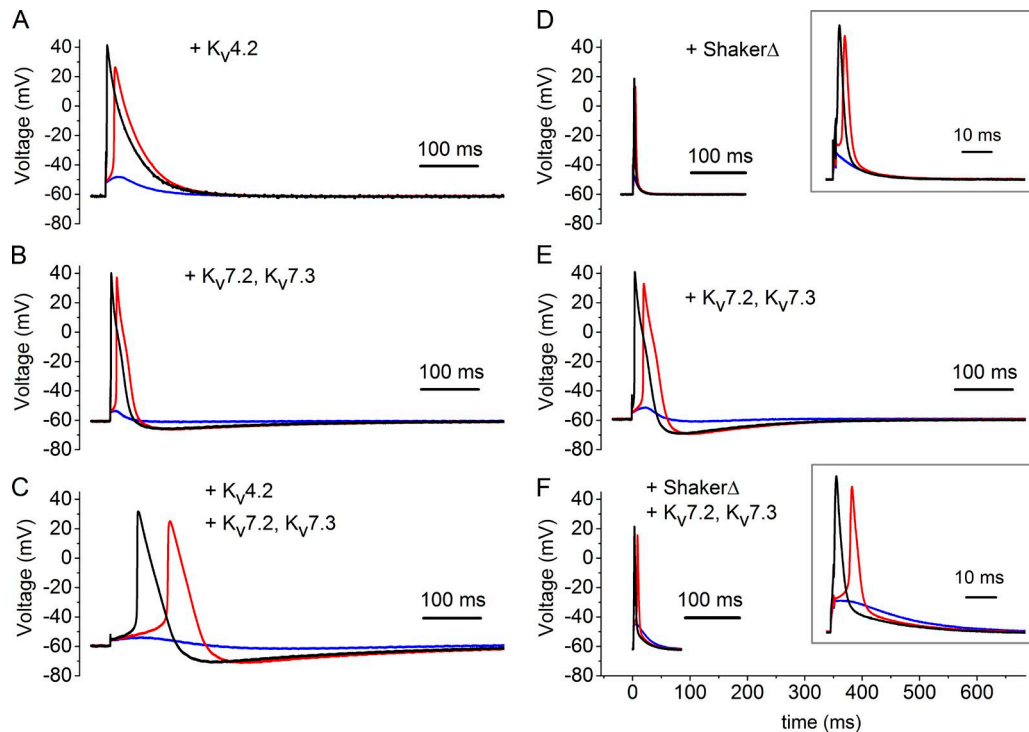 A
+ KV4.2
Voltage (mV)
40
20
0
-20
-40
-60
-80
100 ms
B
+ KV7.2, KV7.3
Voltage (mV)
40
20
0
-20
-40
-60
-80
100 ms
C
+ KV4.2
+ KV7.2, KV7.3
Voltage (mV)
40
20
0
-20
-40
-60
-80
100 ms
D
+ ShakerΔ
Voltage (mV)
40
20
0
-20
-40
-60
-80
100 ms
10 ms
E
+ KV7.2, KV7.3
Voltage (mV)
40
20
0
-20
-40
-60
-80
100 ms
F
+ ShakerΔ
+ KV7.2, KV7.3
Voltage (mV)
40
20
0
-20
-40
-60
-80
100 ms
10 ms
0 100 200 300 400 500 600
time (ms)